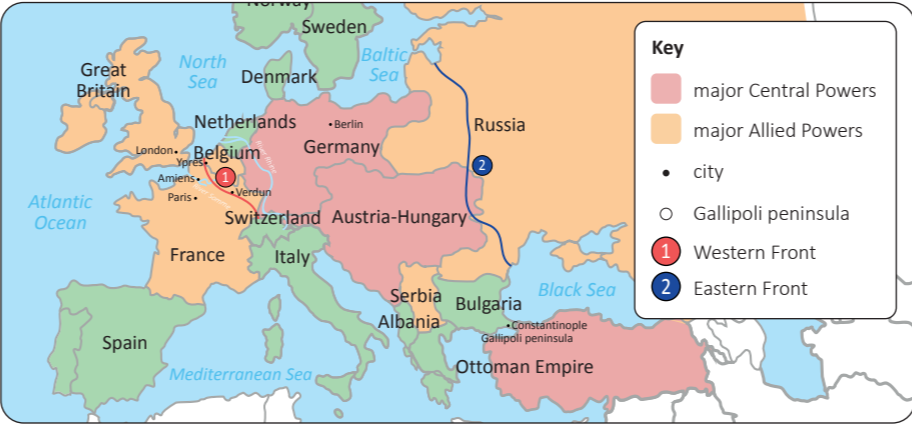 Norway
Sweden
Baltic
Sea
North
Sea
Great
Britain
Denmark
Netherlands
Berlin
Germany
Russia
London
Ypres
Belgium
1
2
Amiens
Verdun
Paris
River Rhine
Atlantic
Ocean
Switzerland
Austria-Hungary
France
Italy
Serbia
Bulgaria
Black Sea
Albania
Constantinople
Gallipoli peninsula
Spain
Mediterranean Sea
Ottoman Empire
Key
major Central Powers
major Allied Powers
city
Gallipoli peninsula
1 Western Front
2 Eastern Front